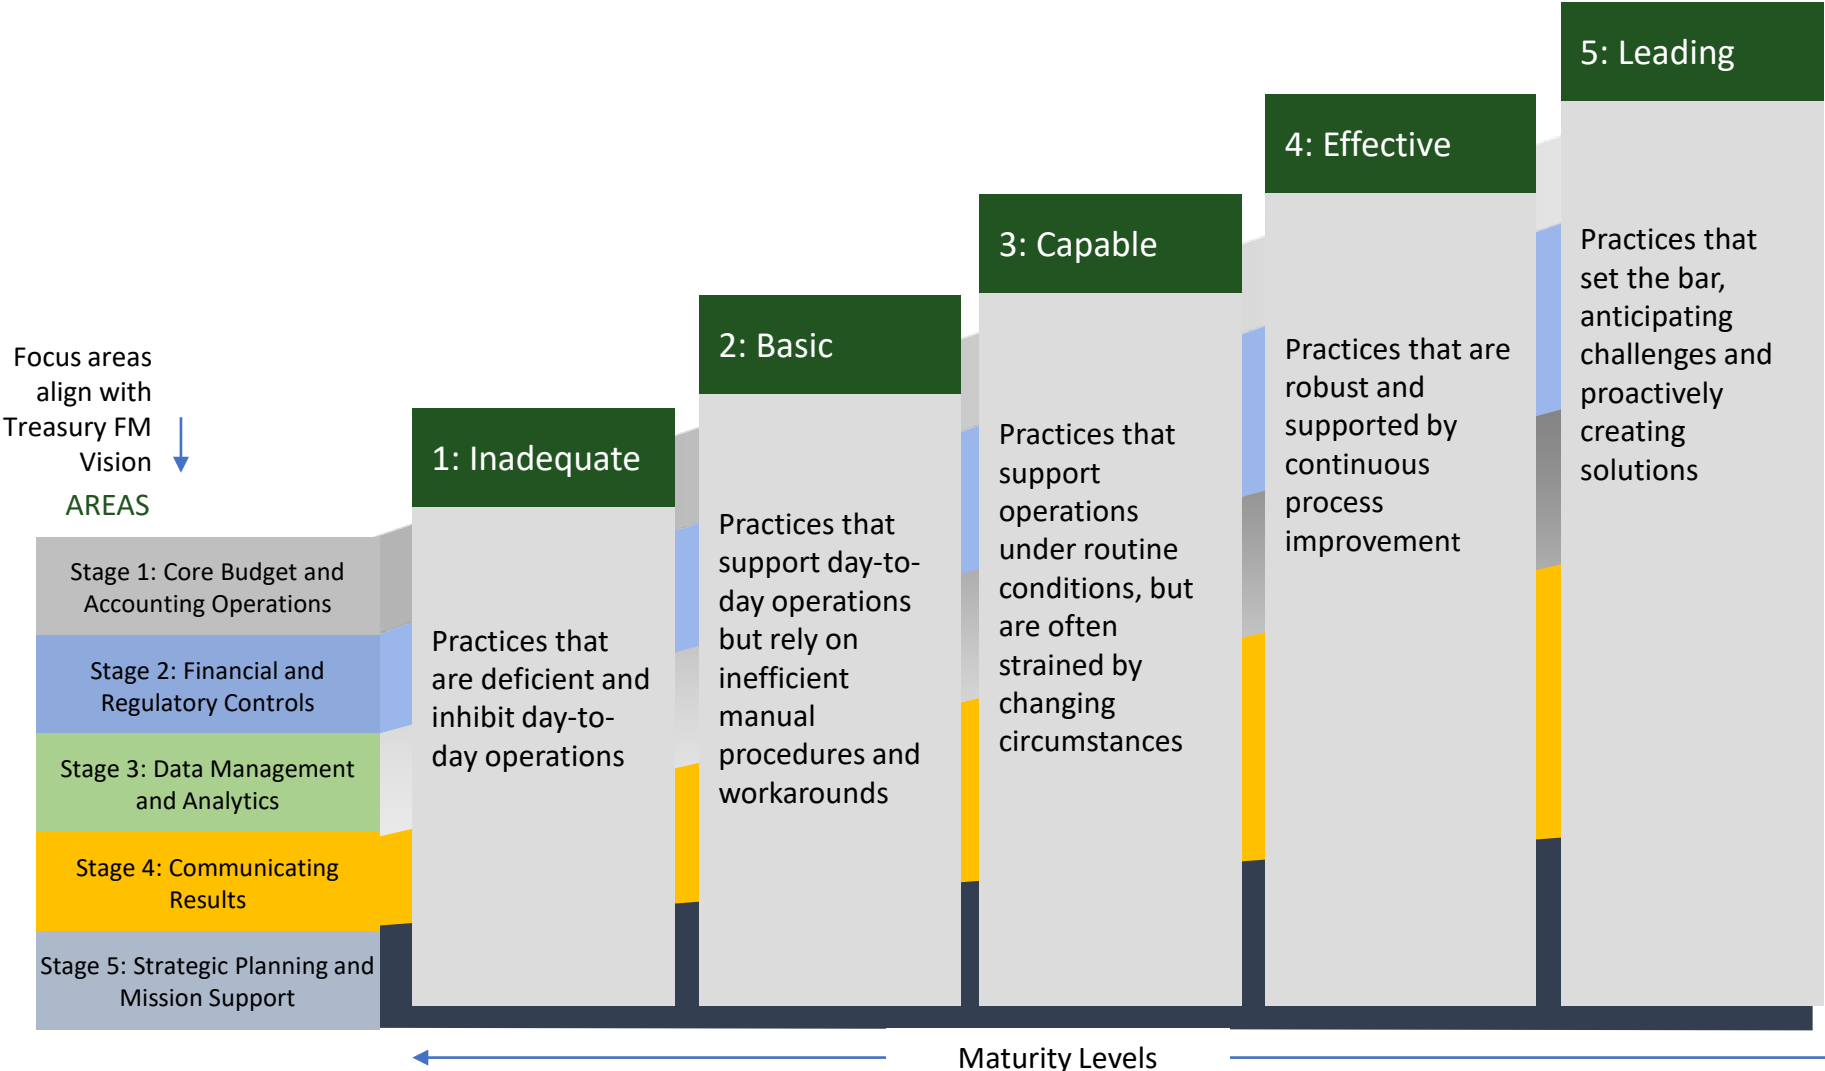 Focus areas
align with
Treasury FM
Vision
AREAS
Stage 1: Core Budget and
Accounting Operations
Stage 2: Financial and
Regulatory Controls
Stage 3: Data Management
and Analytics
Stage 4: Communicating
Results
Stage 5: Strategic Planning and
Mission Support
1: Inadequate
Practices that
are deficient and
inhibit day-to-
day operations
2: Basic
Practices that
support day-to-
day operations
but rely on
inefficient
manual
procedures and
workarounds
3: Capable
Practices that
support
operations
under routine
conditions, but
are often
strained by
changing
circumstances
4: Effective
Practices that are
robust and
supported by
continuous
process
improvement
5: Leading
Practices that
set the bar,
anticipating
challenges and
proactively
creating
solutions
Maturity Levels